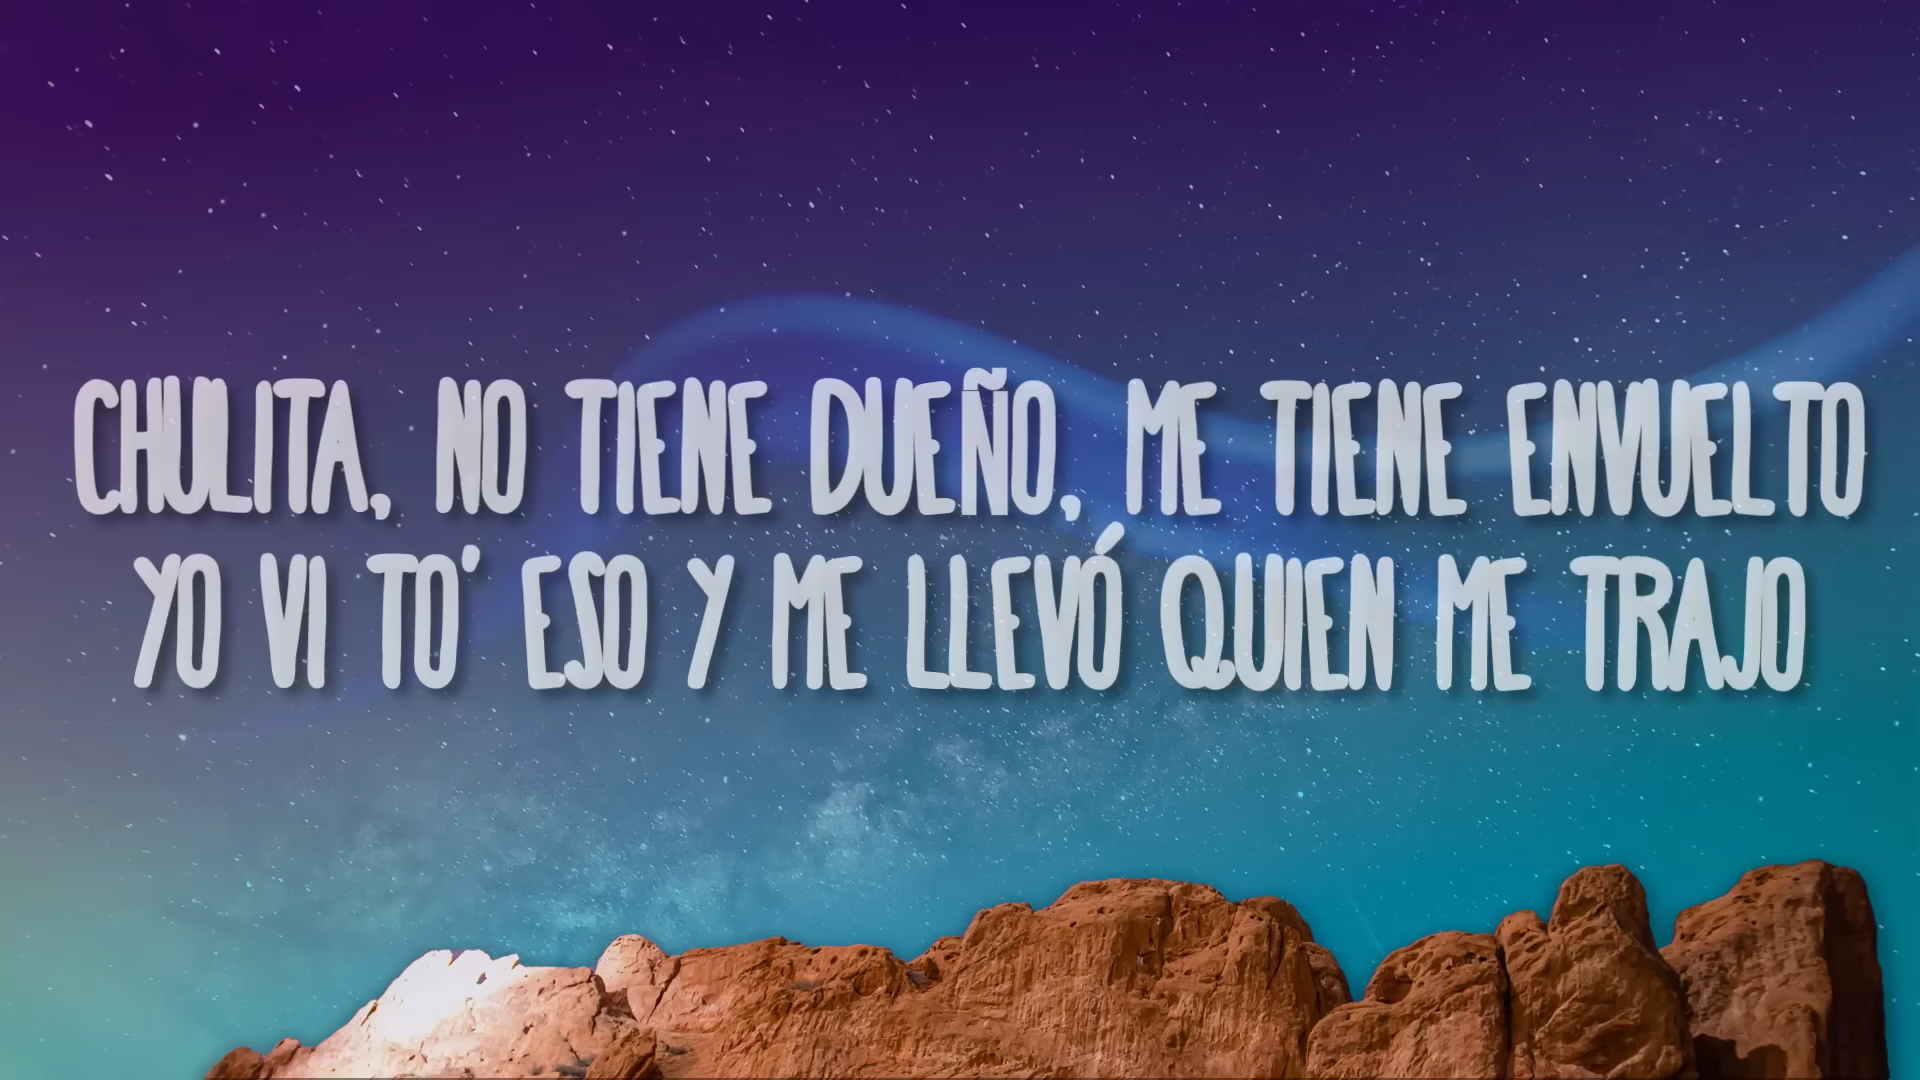 CHULITA, NO TIENE DUEÑO, ME TIENE ENVUELTO
YO VI TO' ESO Y ME LLEVÓ QUIEN ME TRAJO